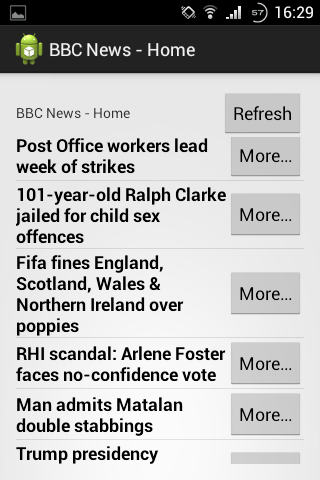 57 16:29
BBC News - Home
BBC News - Home
Refresh
Post Office workers lead
week of strikes
More...
101-year-old Ralph Clarke
jailed for child sex
offences
More...
Fifa fines England,
Scotland, Wales &
Northern Ireland over
poppies
More...
RHI scandal: Arlene Foster
faces no-confidence vote
More...
Man admits Matalan
double stabbings
More...
Trump presidency